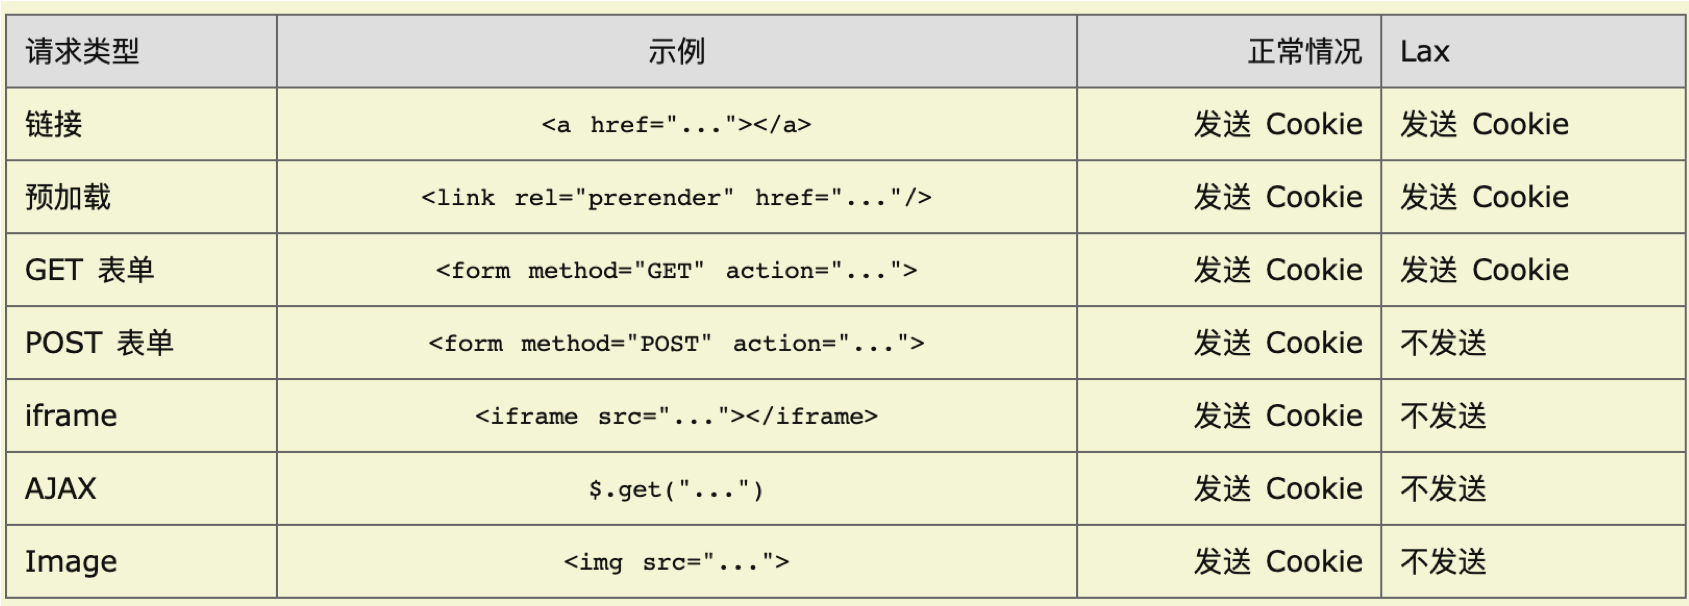 请求类型 示例 正常情况 Lax
链接 <a href="..."></a> 发送 Cookie 发送 Cookie
预加载 <link rel="prerender" href="..."/> 发送 Cookie 发送 Cookie
GET 表单 <form method="GET" action="..."> 发送 Cookie 发送 Cookie
POST 表单 <form method="POST" action="..."> 发送 Cookie 不发送
iframe <iframe src="..."></iframe> 发送 Cookie 不发送
AJAX $.get("...") 发送 Cookie 不发送
Image <img src="..."> 发送 Cookie 不发送